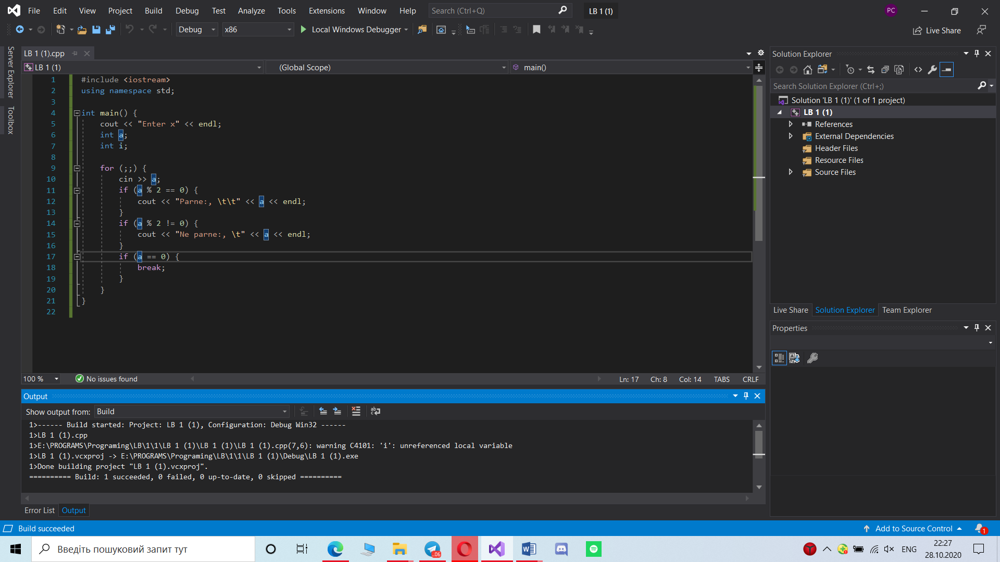 File Edit View Project Build Debug Test Analyze Tools Extensions Window Help Search (Ctrl+Q) LB 1 (1) PC
Debug x86 Local Windows Debugger Live Share
Server Explorer
Toolbox
LB 1 (1).cpp
LB 1 (1) (Global Scope) main()
1 #include <iostream>
2 using namespace std;
3
4 int main() {
5 cout << "Enter x" << endl;
6 int a;
7 int i;
8
9 for (;;) {
10 cin >> a;
11 if (a % 2 == 0) {
12 cout << "Parne:, \t\t" << a << endl;
13 }
14 if (a % 2 != 0) {
15 cout << "Ne parne:, \t" << a << endl;
16 }
17 if (a == 0) {
18 break;
19 }
20 }
21 }
22
100 % No issues found Ln: 17 Ch: 8 Col: 14 TABS CRLF
Output
Show output from: Build
1>------ Build started: Project: LB 1 (1), Configuration: Debug Win32 ------
1>LB 1 (1).cpp
1>E:\PROGRAMS\Programing\LB\1\1\LB 1 (1)\LB 1 (1)\LB 1 (1).cpp(7,6): warning C4101: 'i': unreferenced local variable
1>LB 1 (1).vcxproj -> E:\PROGRAMS\Programing\LB\1\1\LB 1 (1)\Debug\LB 1 (1).exe
1>Done building project "LB 1 (1).vcxproj".
========== Build: 1 succeeded, 0 failed, 0 up-to-date, 0 skipped ==========
Error List Output
Solution Explorer
Search Solution Explorer (Ctrl+;)
Solution 'LB 1 (1)' (1 of 1 project)
LB 1 (1)
References
External Dependencies
Header Files
Resource Files
Source Files
Live Share Solution Explorer Team Explorer
Properties
Build succeeded Add to Source Control 1
Введіть пошуковий запит тут ENG 22:27
28.10.2020